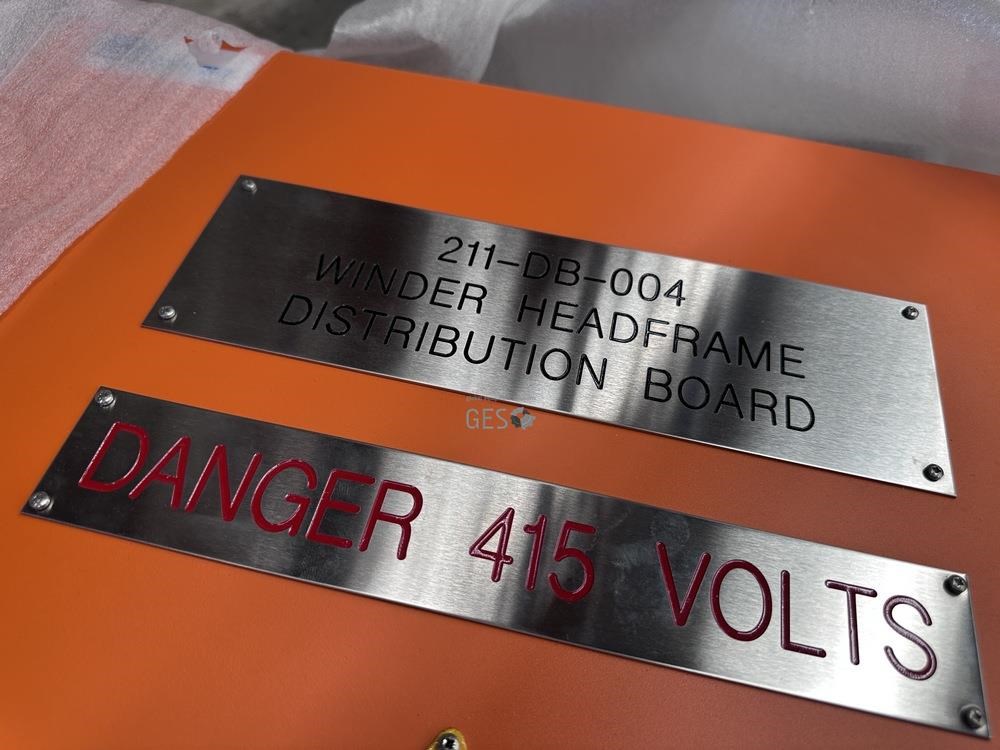 211-DB-004
WINDER HEADFRAME
DISTRIBUTION BOARD
GES
DANGER 415 VOLTS